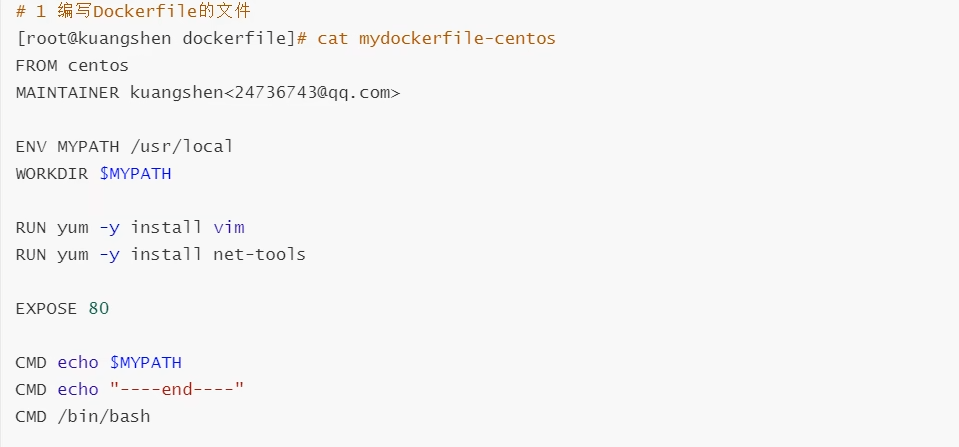 # 1 编写Dockerfile的文件
[root@kuangshen dockerfile]# cat mydockerfile-centos
FROM centos
MAINTAINER kuangshen<24736743@qq.com>
ENV MYPATH /usr/local
WORKDIR $MYPATH
RUN yum -y install vim
RUN yum -y install net-tools
EXPOSE 80
CMD echo $MYPATH
CMD echo "----end----"
CMD /bin/bash